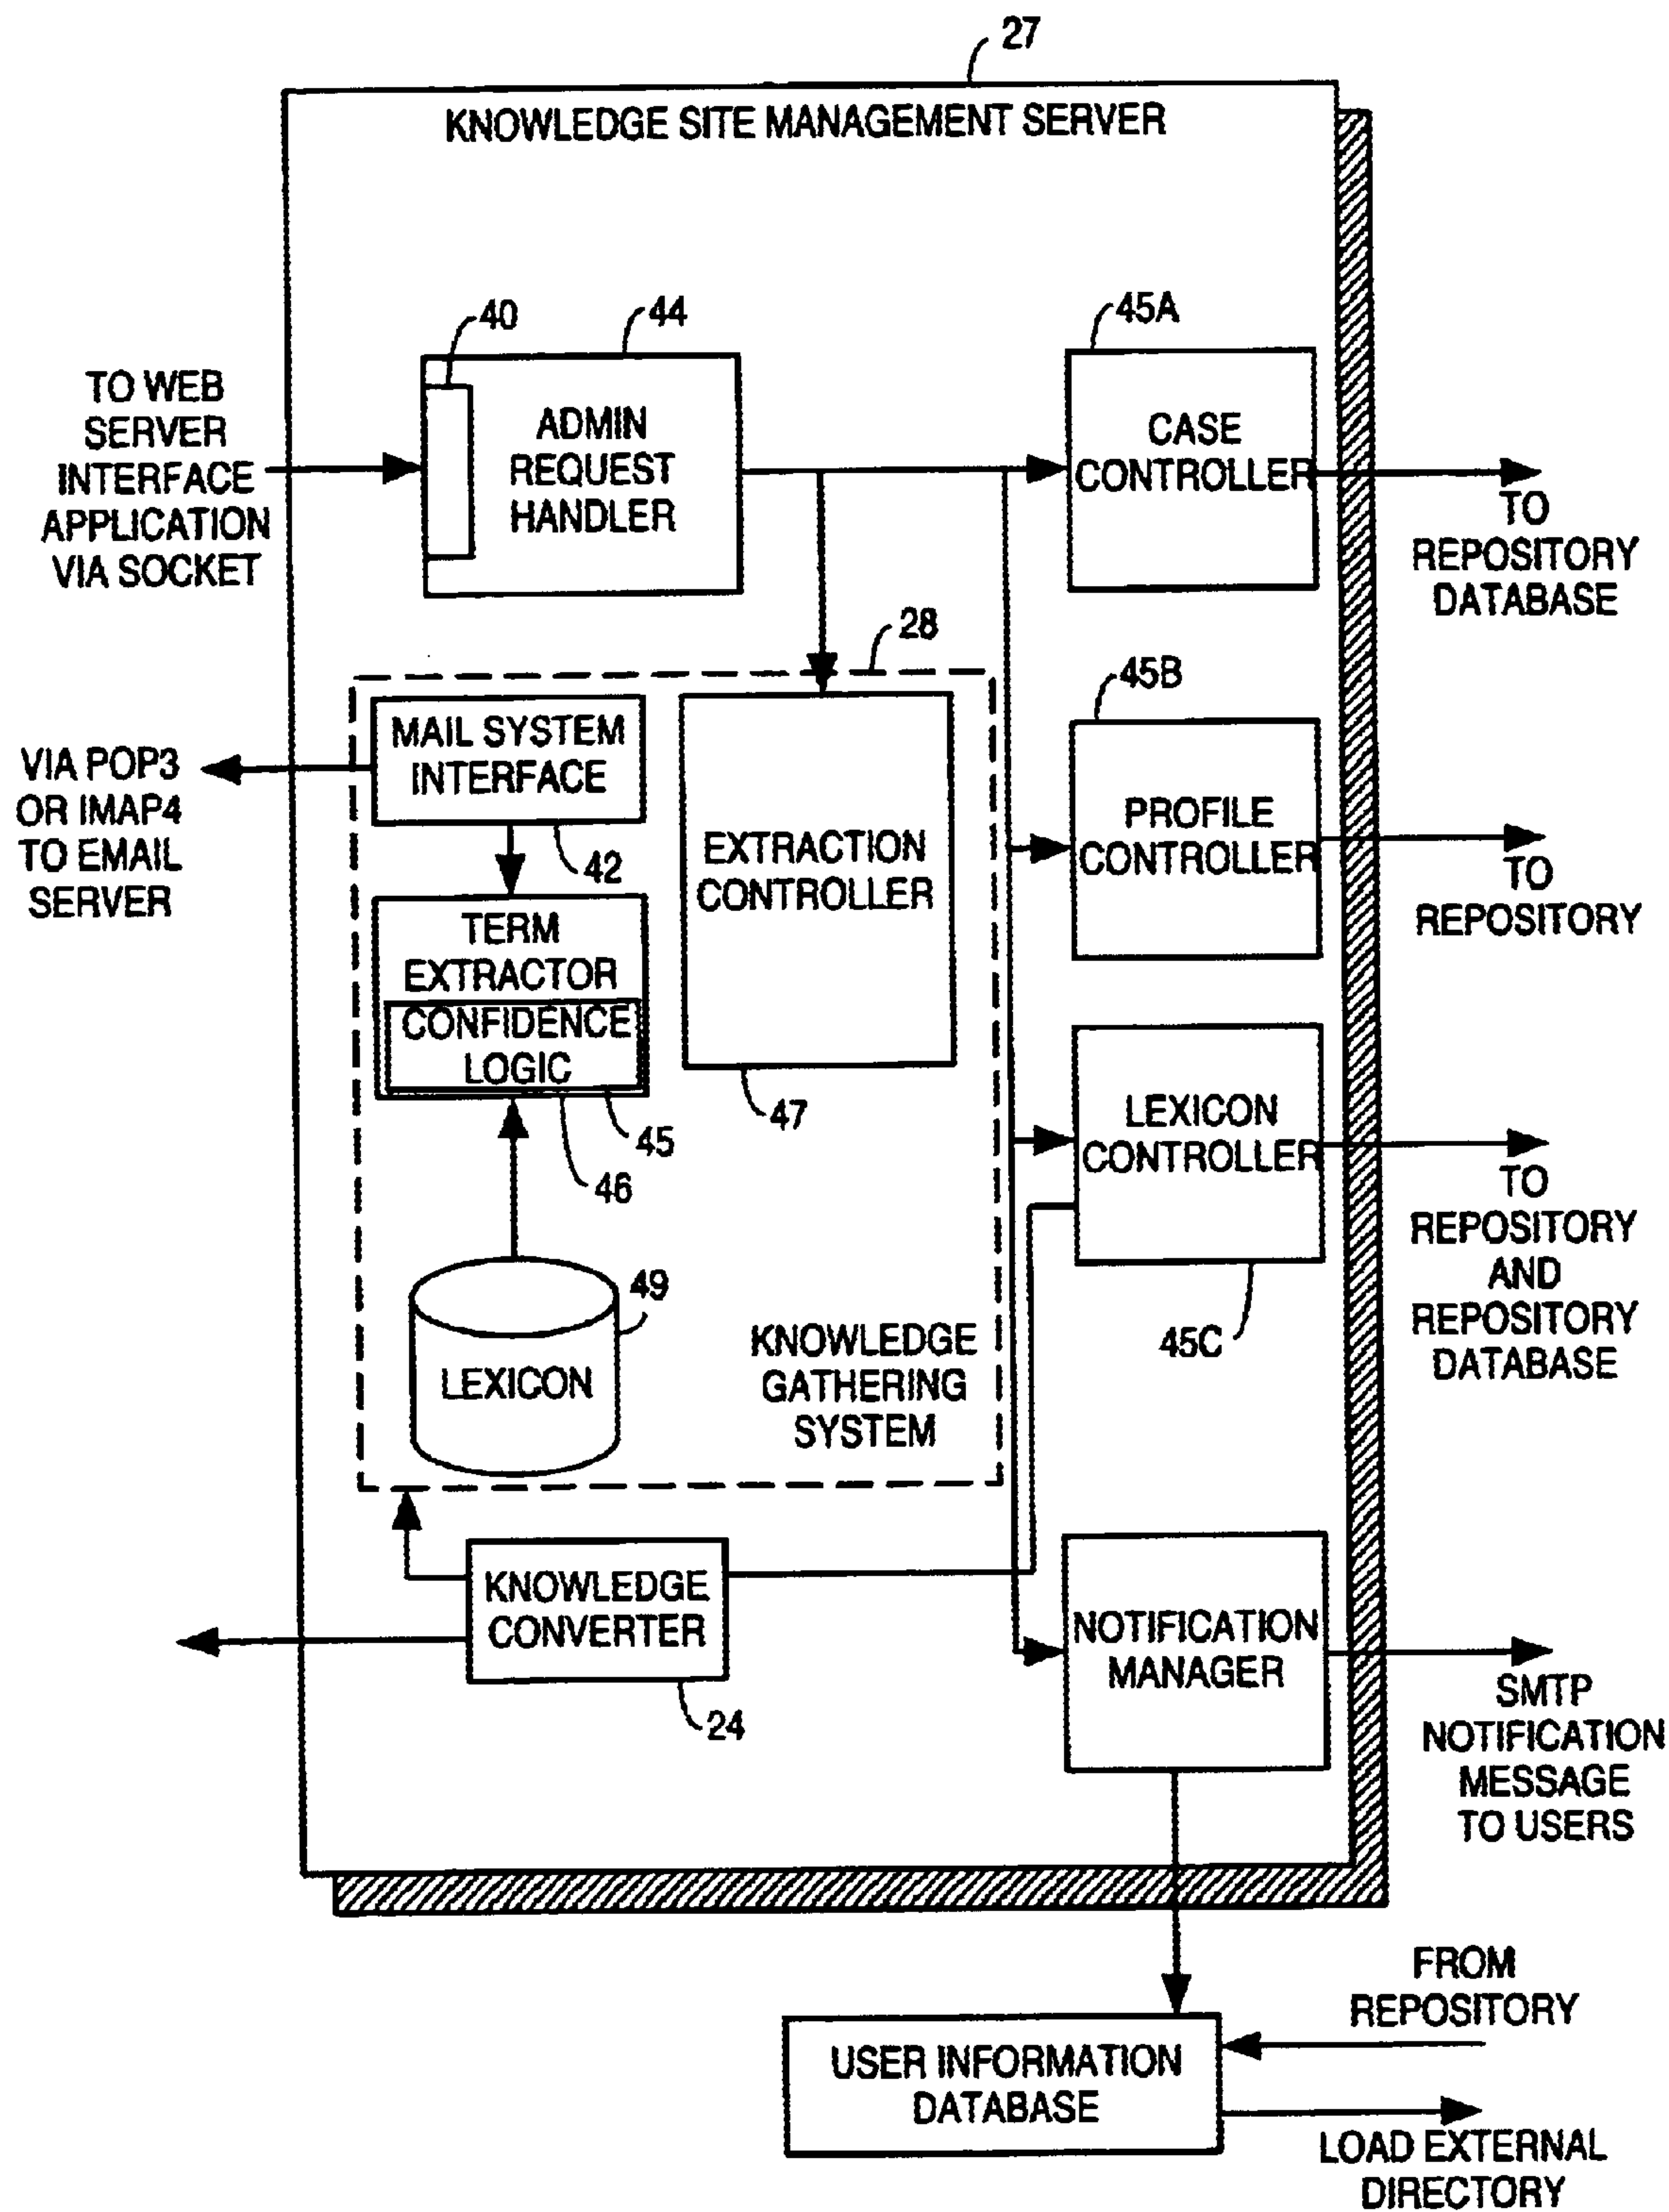 27
KNOWLEDGE SITE MANAGEMENT SERVER
40
44
45A
TO WEB
SERVER
INTERFACE
APPLICATION
VIA SOCKET
ADMIN
REQUEST
HANDLER
CASE
CONTROLLER
TO
REPOSITORY
DATABASE
28
45B
MAIL SYSTEM
INTERFACE
42
VIA POP3
OR IMAP4
TO EMAIL
SERVER
EXTRACTION
CONTROLLER
47
PROFILE
CONTROLLER
TO
REPOSITORY
TERM
EXTRACTOR
CONFIDENCE
LOGIC
45
46
LEXICON
CONTROLLER
45C
TO
REPOSITORY
AND
REPOSITORY
DATABASE
49
LEXICON
KNOWLEDGE
GATHERING
SYSTEM
KNOWLEDGE
CONVERTER
24
NOTIFICATION
MANAGER
SMTP
NOTIFICATION
MESSAGE
TO USERS
FROM
REPOSITORY
USER INFORMATION
DATABASE
LOAD EXTERNAL
DIRECTORY